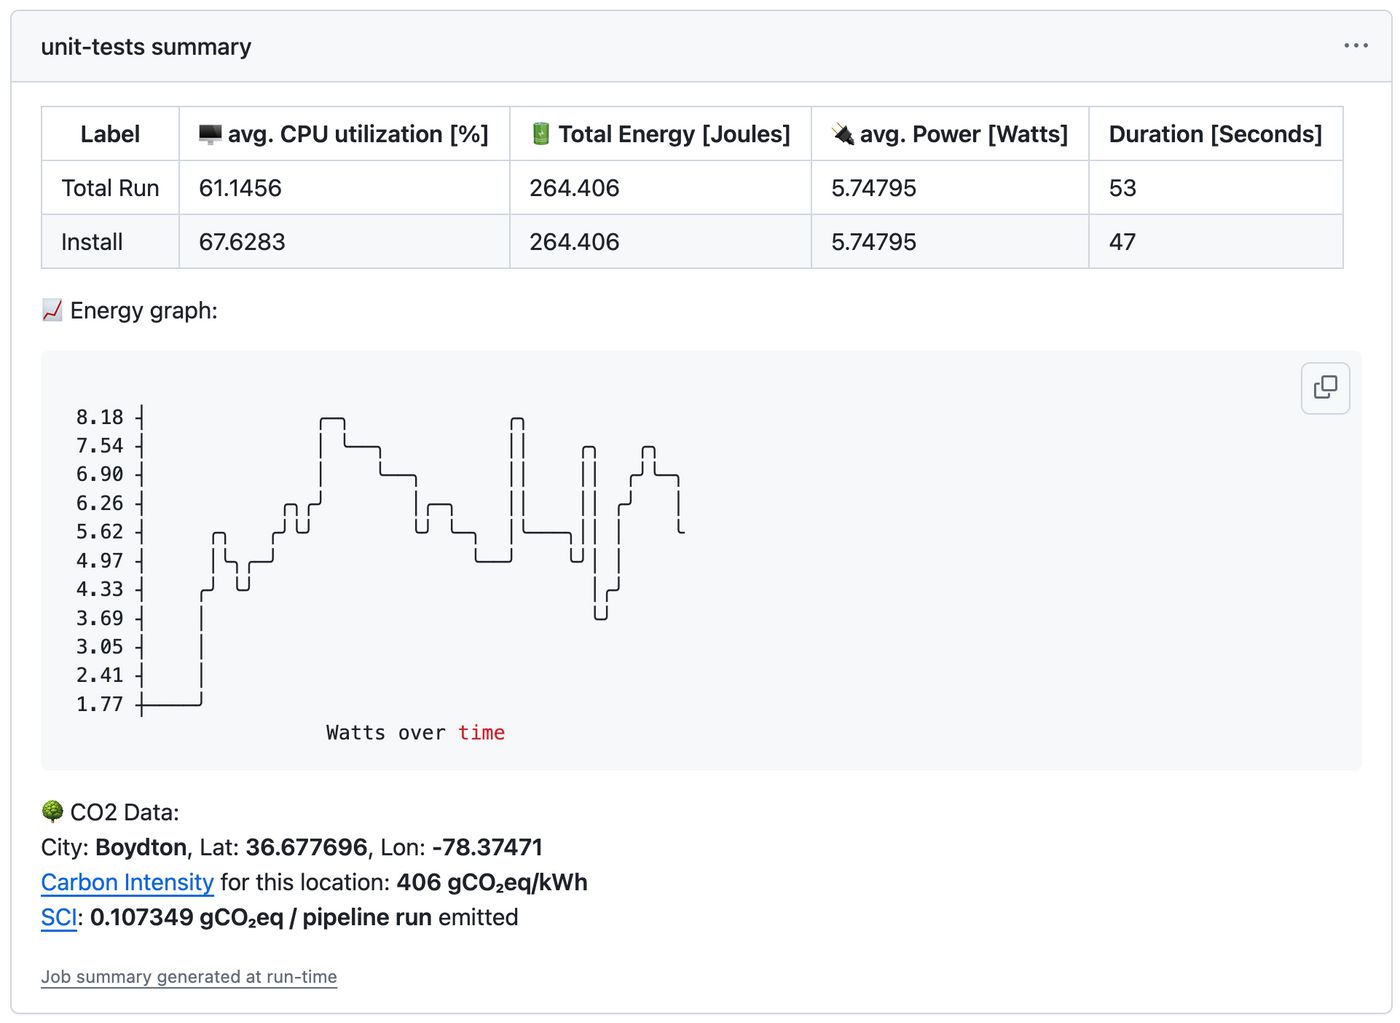 unit-tests summary
Label avg. CPU utilization [%] Total Energy [Joules] avg. Power [Watts] Duration [Seconds]
Total Run 61.1456 264.406 5.74795 53
Install 67.6283 264.406 5.74795 47
Energy graph:
8.18
7.54
6.90
6.26
5.62
4.97
4.33
3.69
3.05
2.41
1.77
Watts over time
CO2 Data:
City: Boydton, Lat: 36.677696, Lon: -78.37471
Carbon Intensity for this location: 406 gCO₂eq/kWh
SCI: 0.107349 gCO₂eq / pipeline run emitted
Job summary generated at run-time